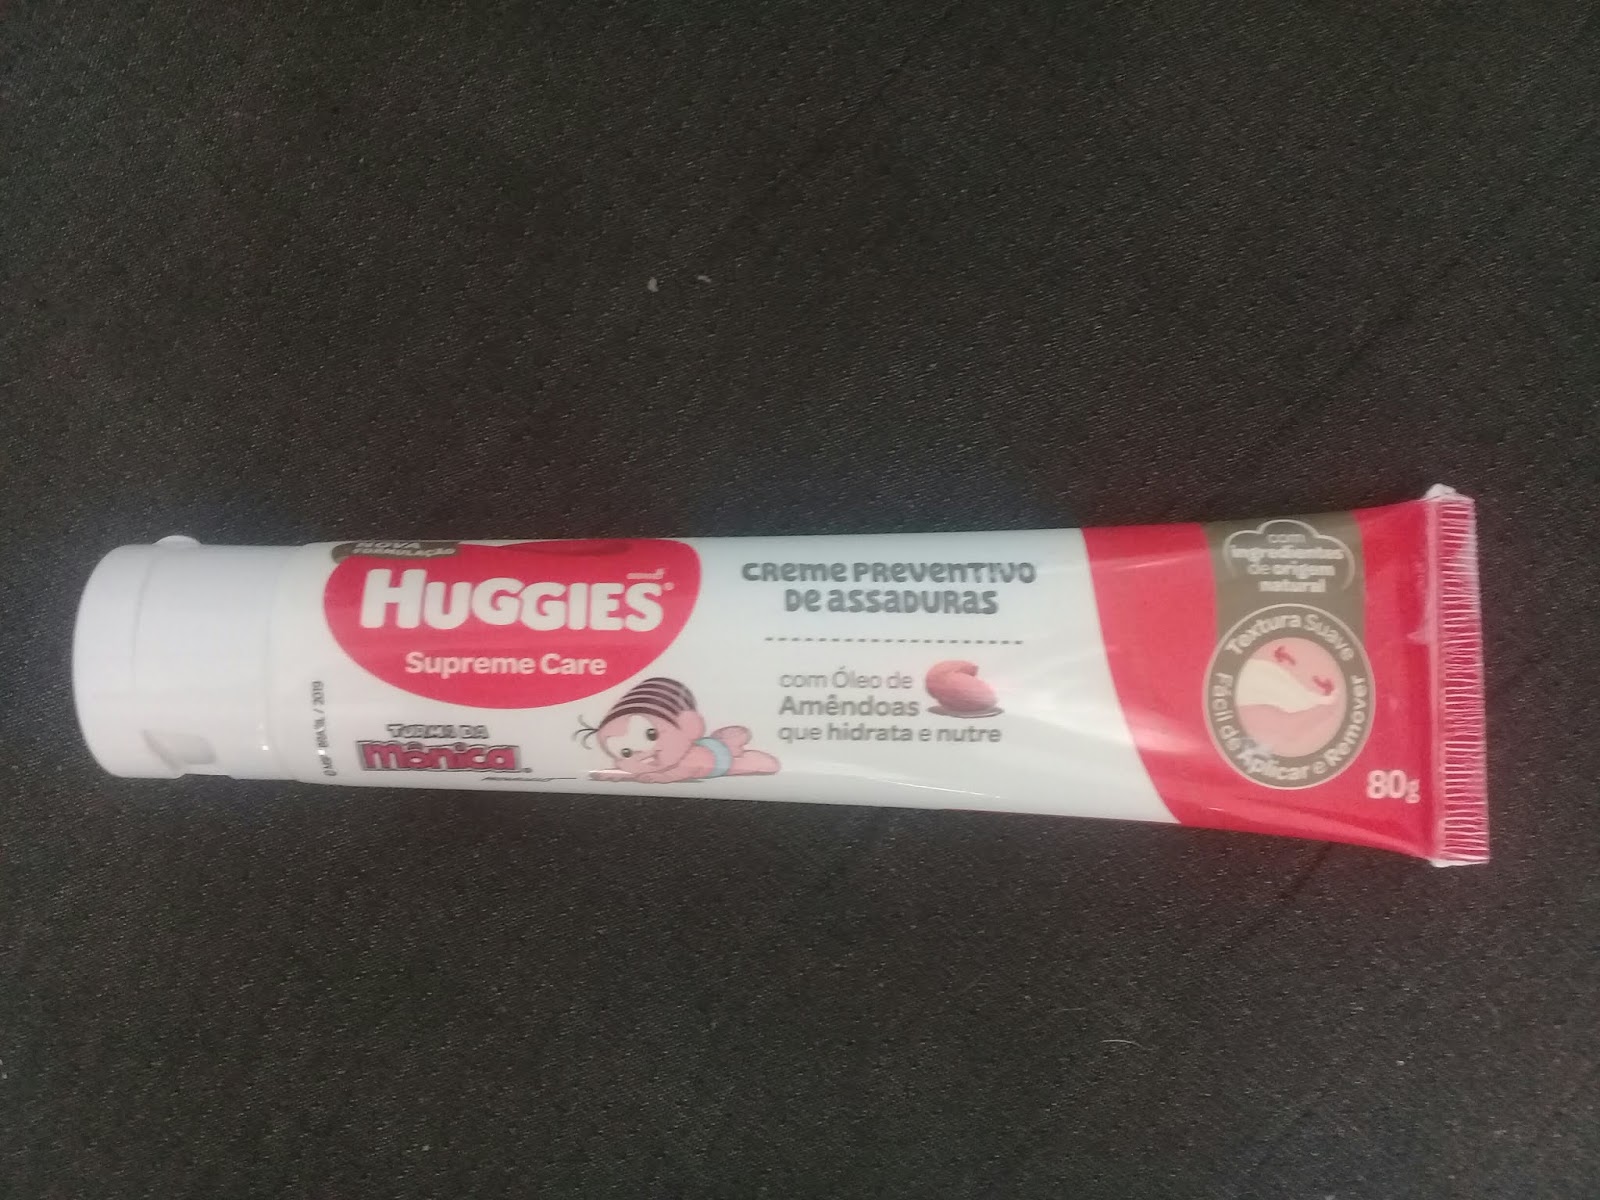 NOVA
FORMULAÇÃO
HUGGIES®
Supreme Care
TURMA DA
Mônica
CREME PREVENTIVO
DE ASSADURAS
com Óleo de
Amêndoas
que hidrata e nutre
com
ingredientes
de origem
natural
Textura Suave
Fácil de Aplicar e Remover
80g